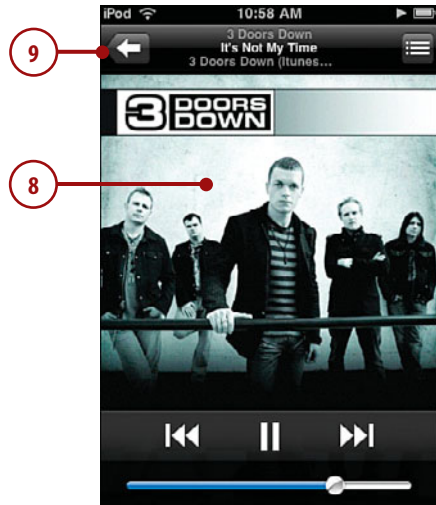 iPod 10:58 AM
3 Doors Down
It's Not My Time
3 Doors Down (Itunes...
9
3 DOORS DOWN
8